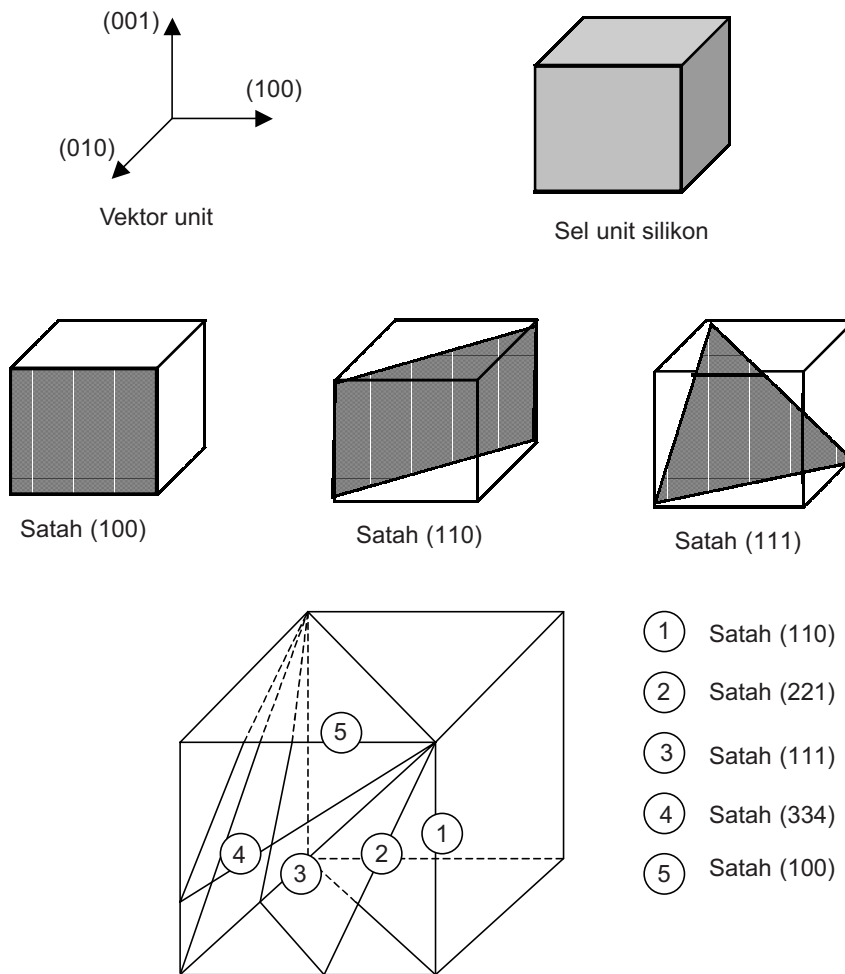 (001)
(100)
(010)
Vektor unit
Sel unit silikon
Satah (100)
Satah (110)
Satah (111)
5
4
3
2
1
1 Satah (110)
2 Satah (221)
3 Satah (111)
4 Satah (334)
5 Satah (100)